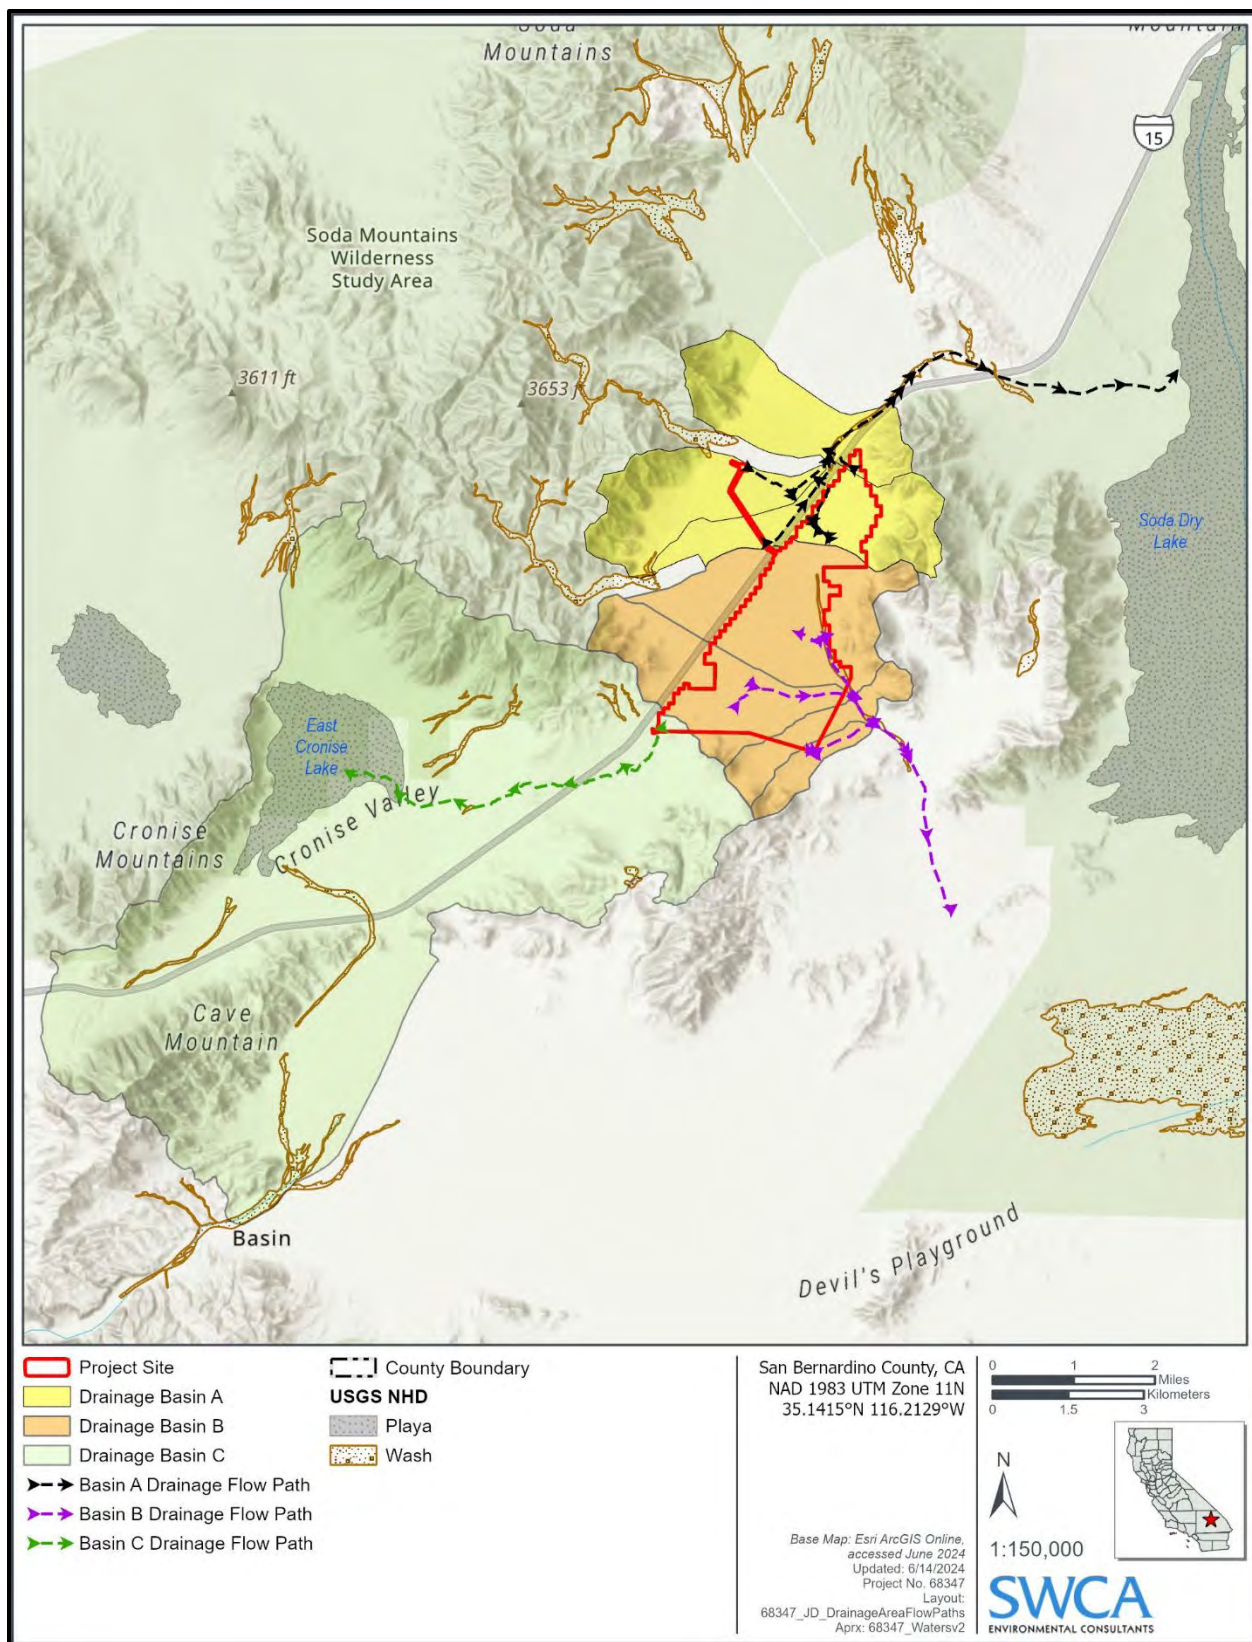 Soda
Mountains
Mountain
15
Soda Mountains
Wilderness
Study Area
3611 ft
3653 f
Soda Dry
Lake
East
Cronise
Lake
Cronise Valley
Cronise
Mountains
Cave
Mountain
Basin
Devil's Playground
Project Site
Drainage Basin A
Drainage Basin B
Drainage Basin C
Basin A Drainage Flow Path
Basin B Drainage Flow Path
Basin C Drainage Flow Path
County Boundary
USGS NHD
Playa
Wash
San Bernardino County, CA
NAD 1983 UTM Zone 11N
35.1415ºN 116.2129ºW
Base Map: Esri ArcGIS Online,
accessed June 2024
Updated: 6/14/2024
Project No. 68347
Layout:
68347_JD_DrainageAreaFlowPaths
Aprx: 68347_Watersv2
0 1 2
Miles
Kilometers
0 1.5 3
N
1:150,000
SWCA
ENVIRONMENTAL CONSULTANTS